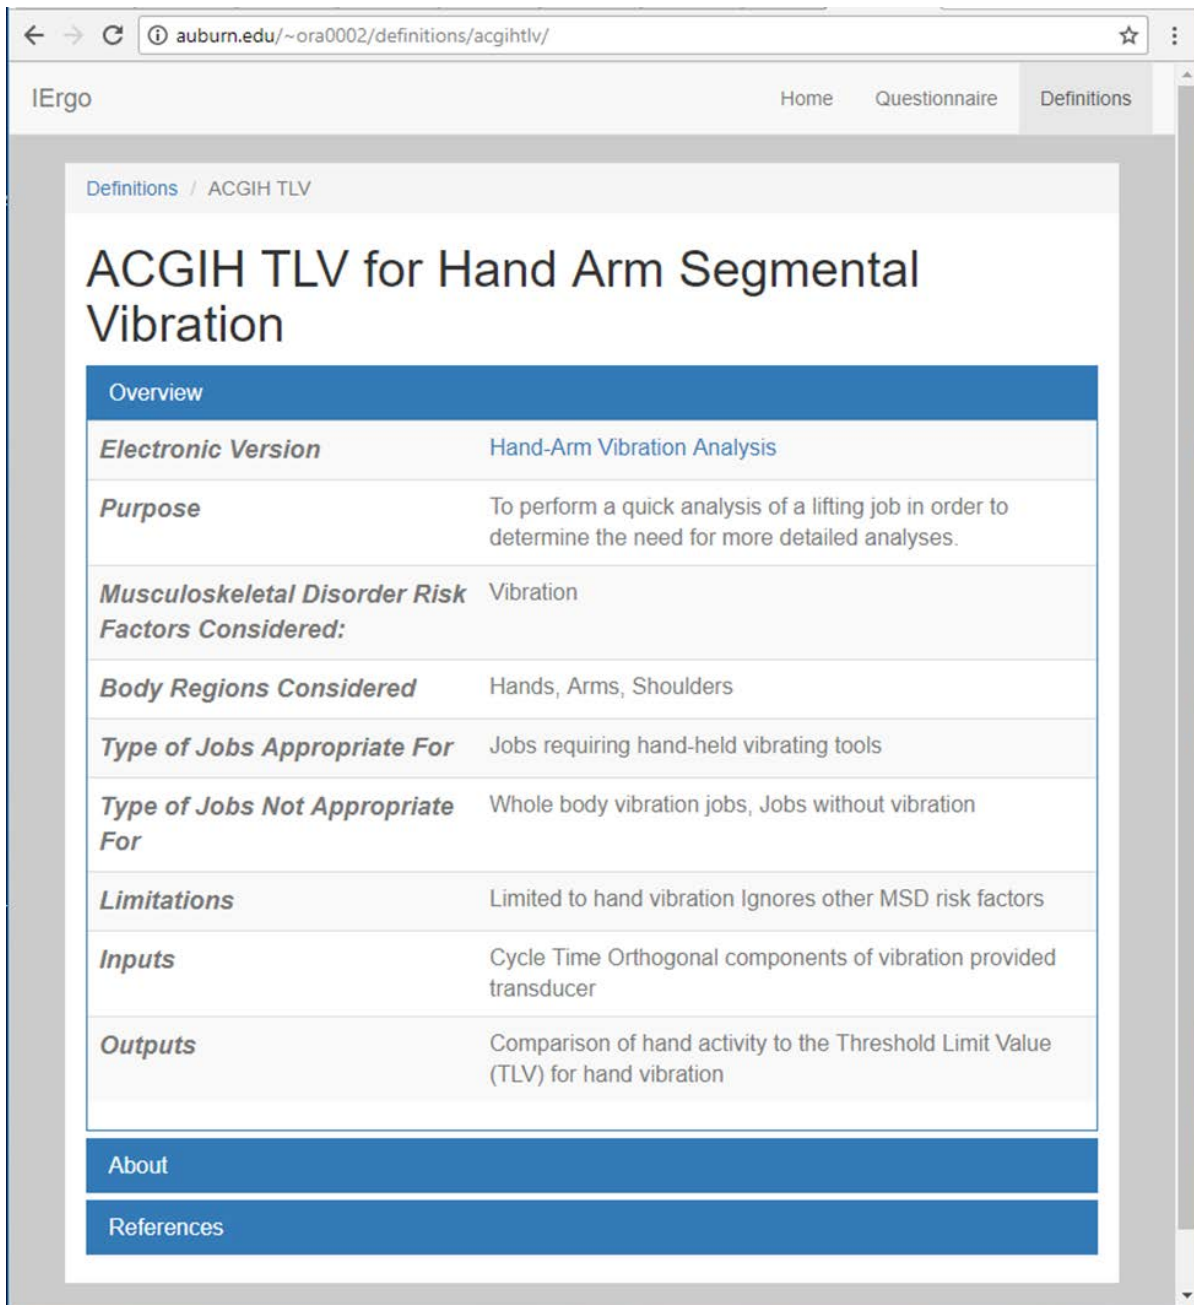 auburn.edu/~ora0002/definitions/acgihtlv/
IErgo
Home
Questionnaire
Definitions
Definitions / ACGIH TLV
ACGIH TLV for Hand Arm Segmental
Vibration
Overview
Electronic Version
Hand-Arm Vibration Analysis
Purpose
To perform a quick analysis of a lifting job in order to
determine the need for more detailed analyses.
Musculoskeletal Disorder Risk
Factors Considered:
Vibration
Body Regions Considered
Hands, Arms, Shoulders
Type of Jobs Appropriate For
Jobs requiring hand-held vibrating tools
Type of Jobs Not Appropriate
For
Whole body vibration jobs, Jobs without vibration
Limitations
Limited to hand vibration Ignores other MSD risk factors
Inputs
Cycle Time Orthogonal components of vibration provided
transducer
Outputs
Comparison of hand activity to the Threshold Limit Value
(TLV) for hand vibration
About
References